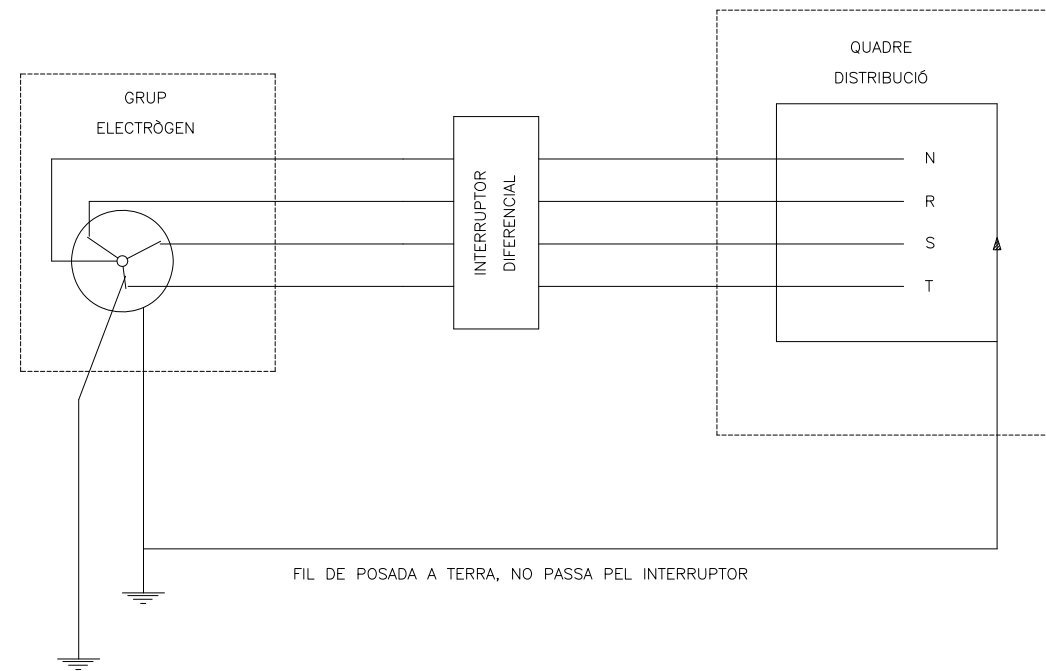 QUADRE
DISTRIBUCIÓ
GRUP
ELECTRÒGEN
INTERRUPTOR
DIFERENCIAL
N
R
S
T
FIL DE POSADA A TERRA, NO PASSA PEL INTERRUPTOR